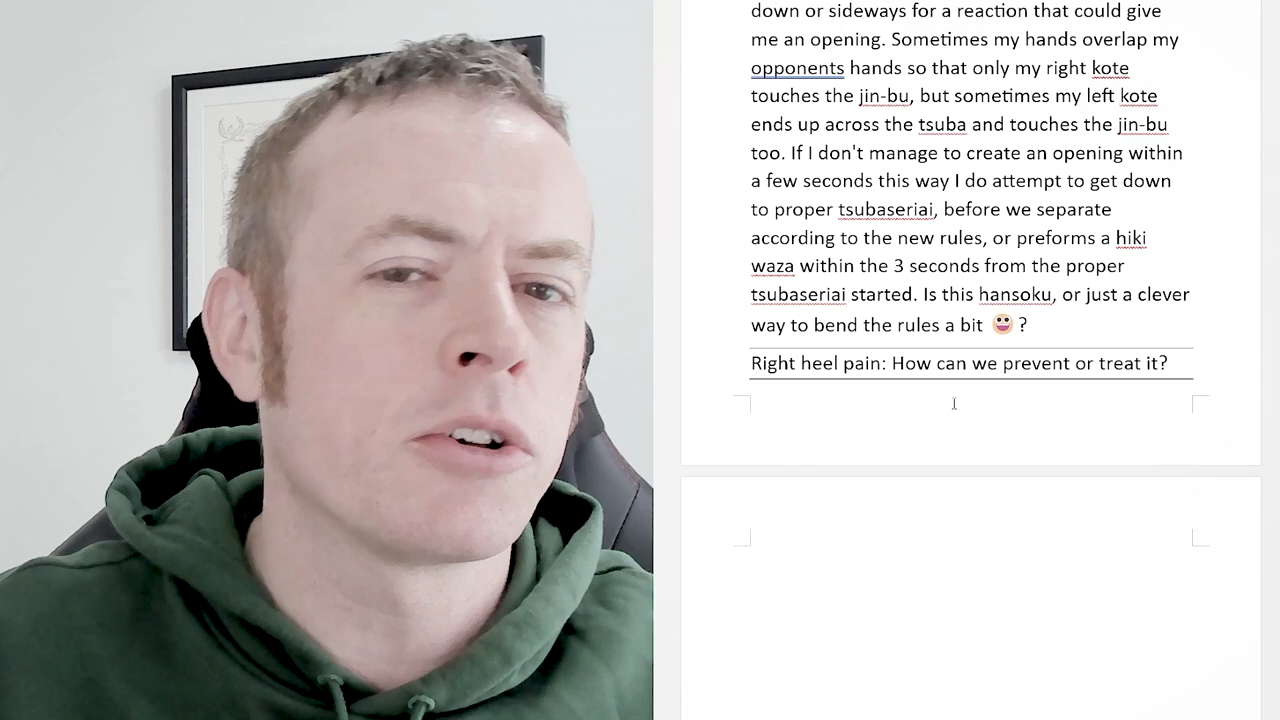 down or sideways for a reaction that could give
me an opening. Sometimes my hands overlap my
opponents hands so that only my right kote
touches the jin-bu, but sometimes my left kote
ends up across the tsuba and touches the jin-bu
too. If I don't manage to create an opening within
a few seconds this way I do attempt to get down
to proper tsubaseriai, before we separate
according to the new rules, or preforms a hiki
waza within the 3 seconds from the proper
tsubaseriai started. Is this hansoku, or just a clever
way to bend the rules a bit 😀 ?
Right heel pain: How can we prevent or treat it?